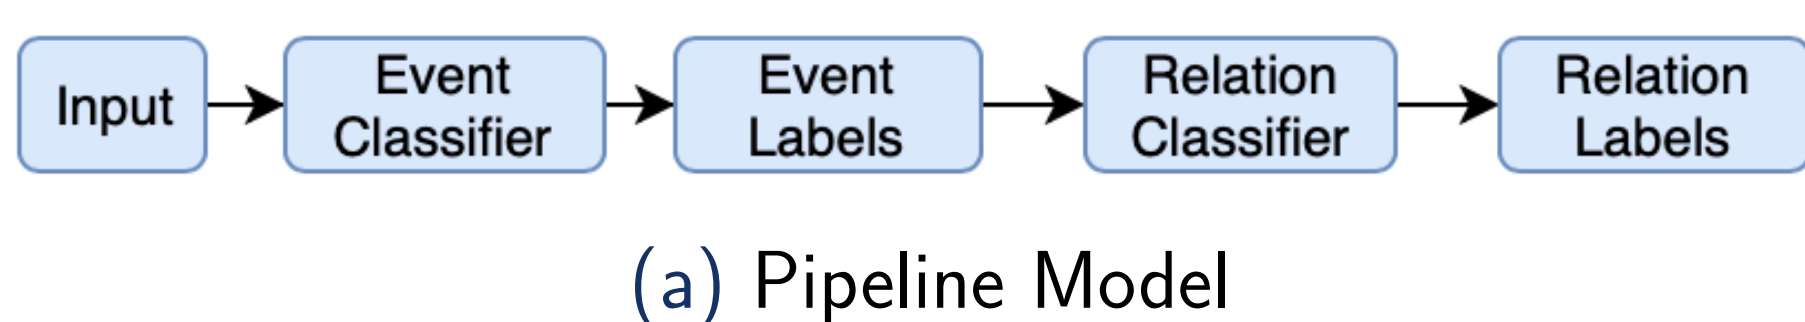 Input
Event
Classifier
Event
Labels
Relation
Classifier
Relation
Labels
(a) Pipeline Model